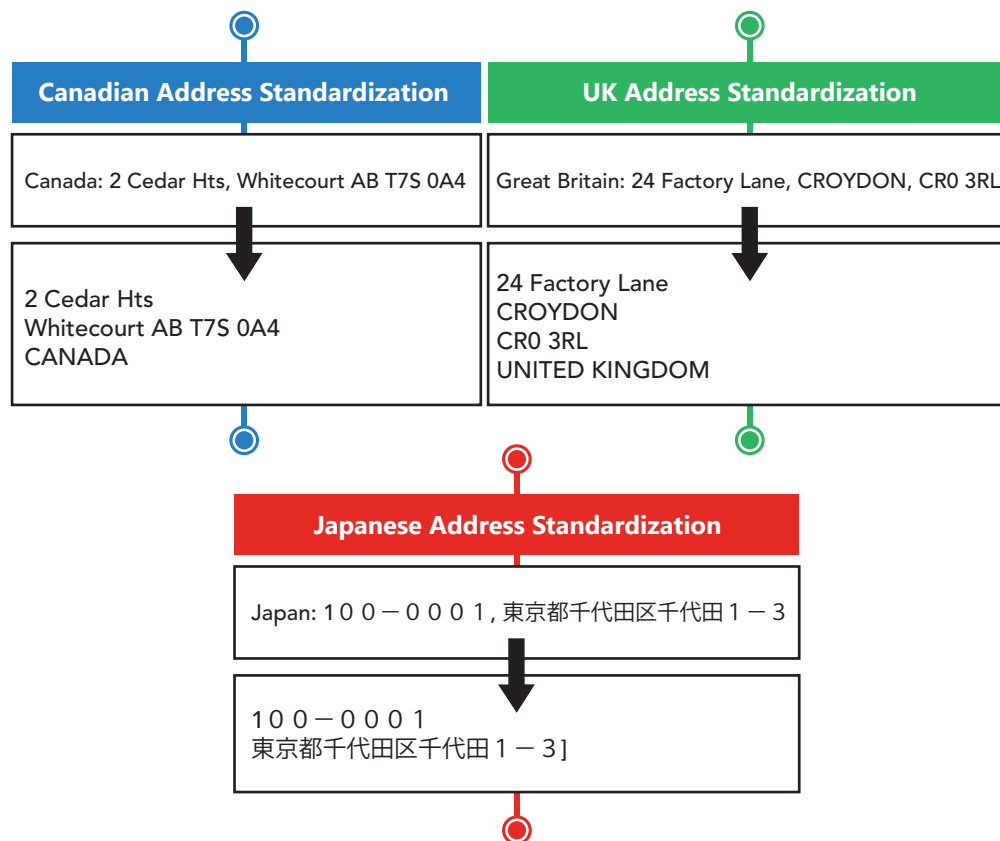 Canadian Address Standardization
Canada: 2 Cedar Hts, Whitecourt AB T7S 0A4
2 Cedar Hts
Whitecourt AB T7S 0A4
CANADA
UK Address Standardization
Great Britain: 24 Factory Lane, CROYDON, CR0 3RL
24 Factory Lane
CROYDON
CR0 3RL
UNITED KINGDOM
Japanese Address Standardization
Japan: 1００－０００１, 東京都千代田区千代田１－３
1００－０００１
東京都千代田区千代田１－３]